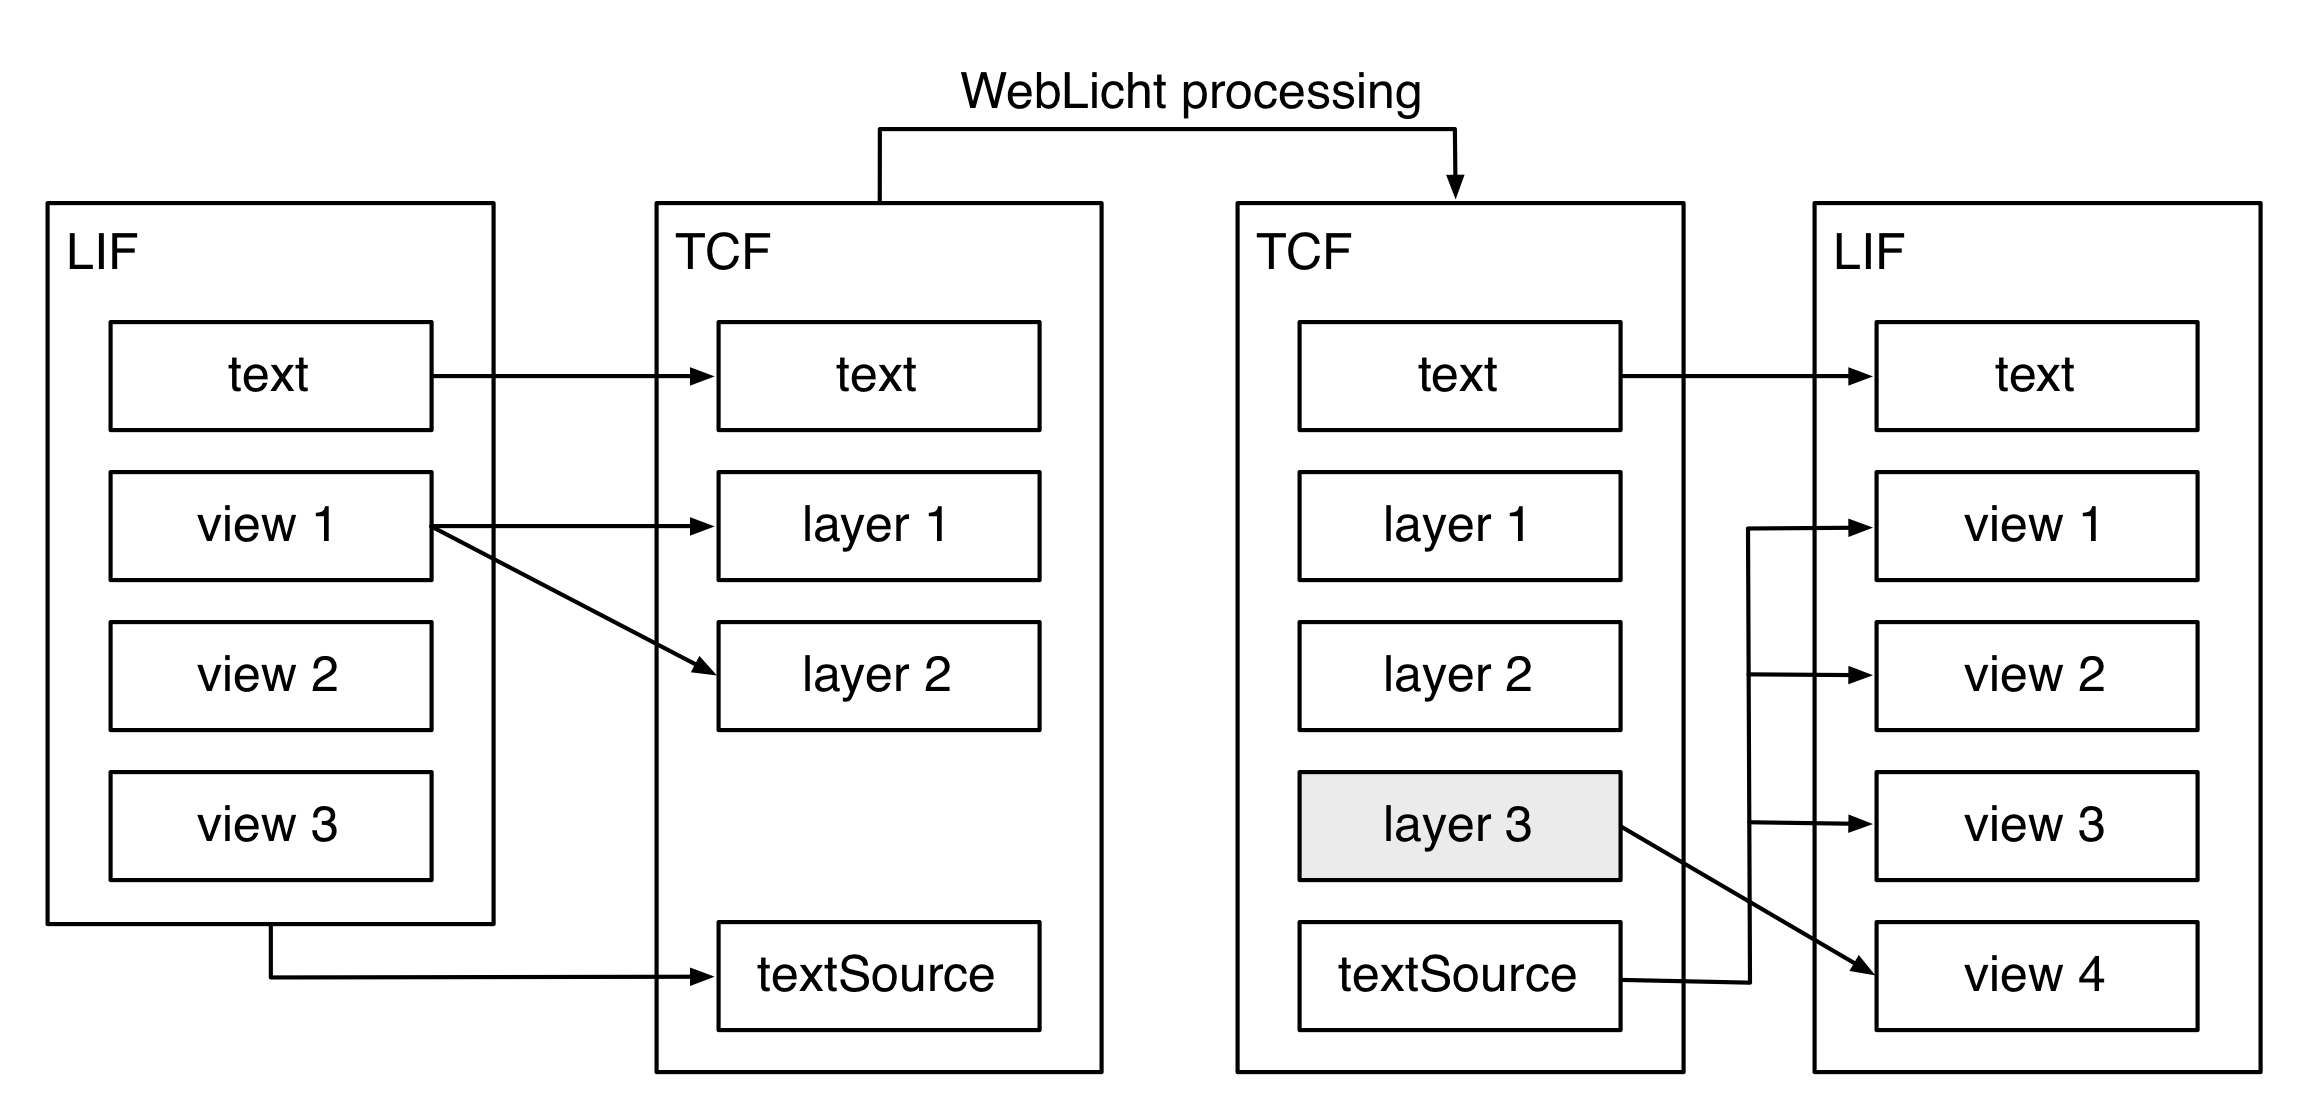 WebLicht processing
LIF
text
view 1
view 2
view 3
TCF
text
layer 1
layer 2
textSource
TCF
text
layer 1
layer 2
layer 3
textSource
LIF
text
view 1
view 2
view 3
view 4